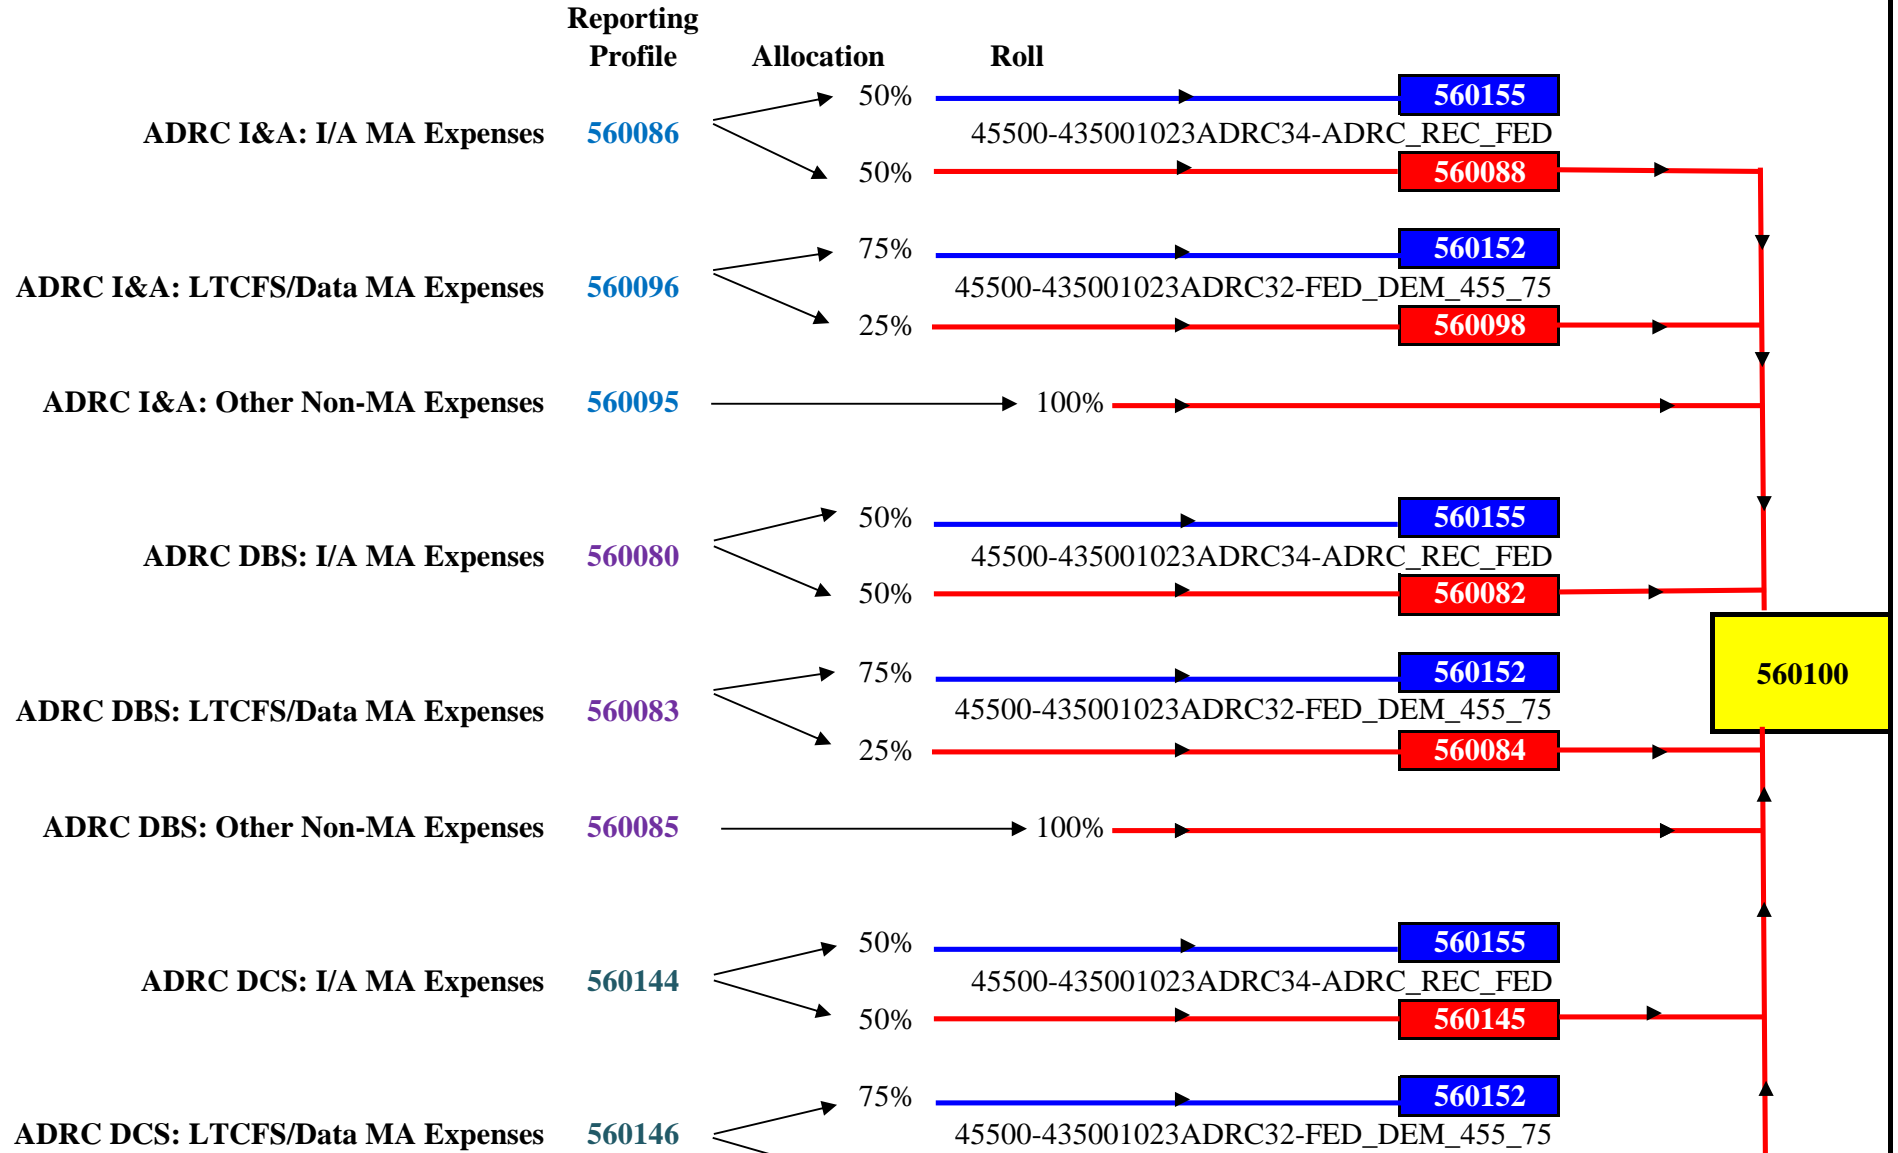 Reporting
Profile Allocation Roll
50% 560155
ADRC I&A: I/A MA Expenses 560086 45500-435001023ADRC34-ADRC_REC_FED
50% 560088
75% 560152
ADRC I&A: LTCFS/Data MA Expenses 560096 45500-435001023ADRC32-FED_DEM_455_75
25% 560098
ADRC I&A: Other Non-MA Expenses 560095 100%
50% 560155
ADRC DBS: I/A MA Expenses 560080 45500-435001023ADRC34-ADRC_REC_FED
50% 560082
75% 560152 560100
ADRC DBS: LTCFS/Data MA Expenses 560083 45500-435001023ADRC32-FED_DEM_455_75
25% 560084
ADRC DBS: Other Non-MA Expenses 560085 100%
50% 560155
ADRC DCS: I/A MA Expenses 560144 45500-435001023ADRC34-ADRC_REC_FED
50% 560145
75% 560152
ADRC DCS: LTCFS/Data MA Expenses 560146 45500-435001023ADRC32-FED_DEM_455_75